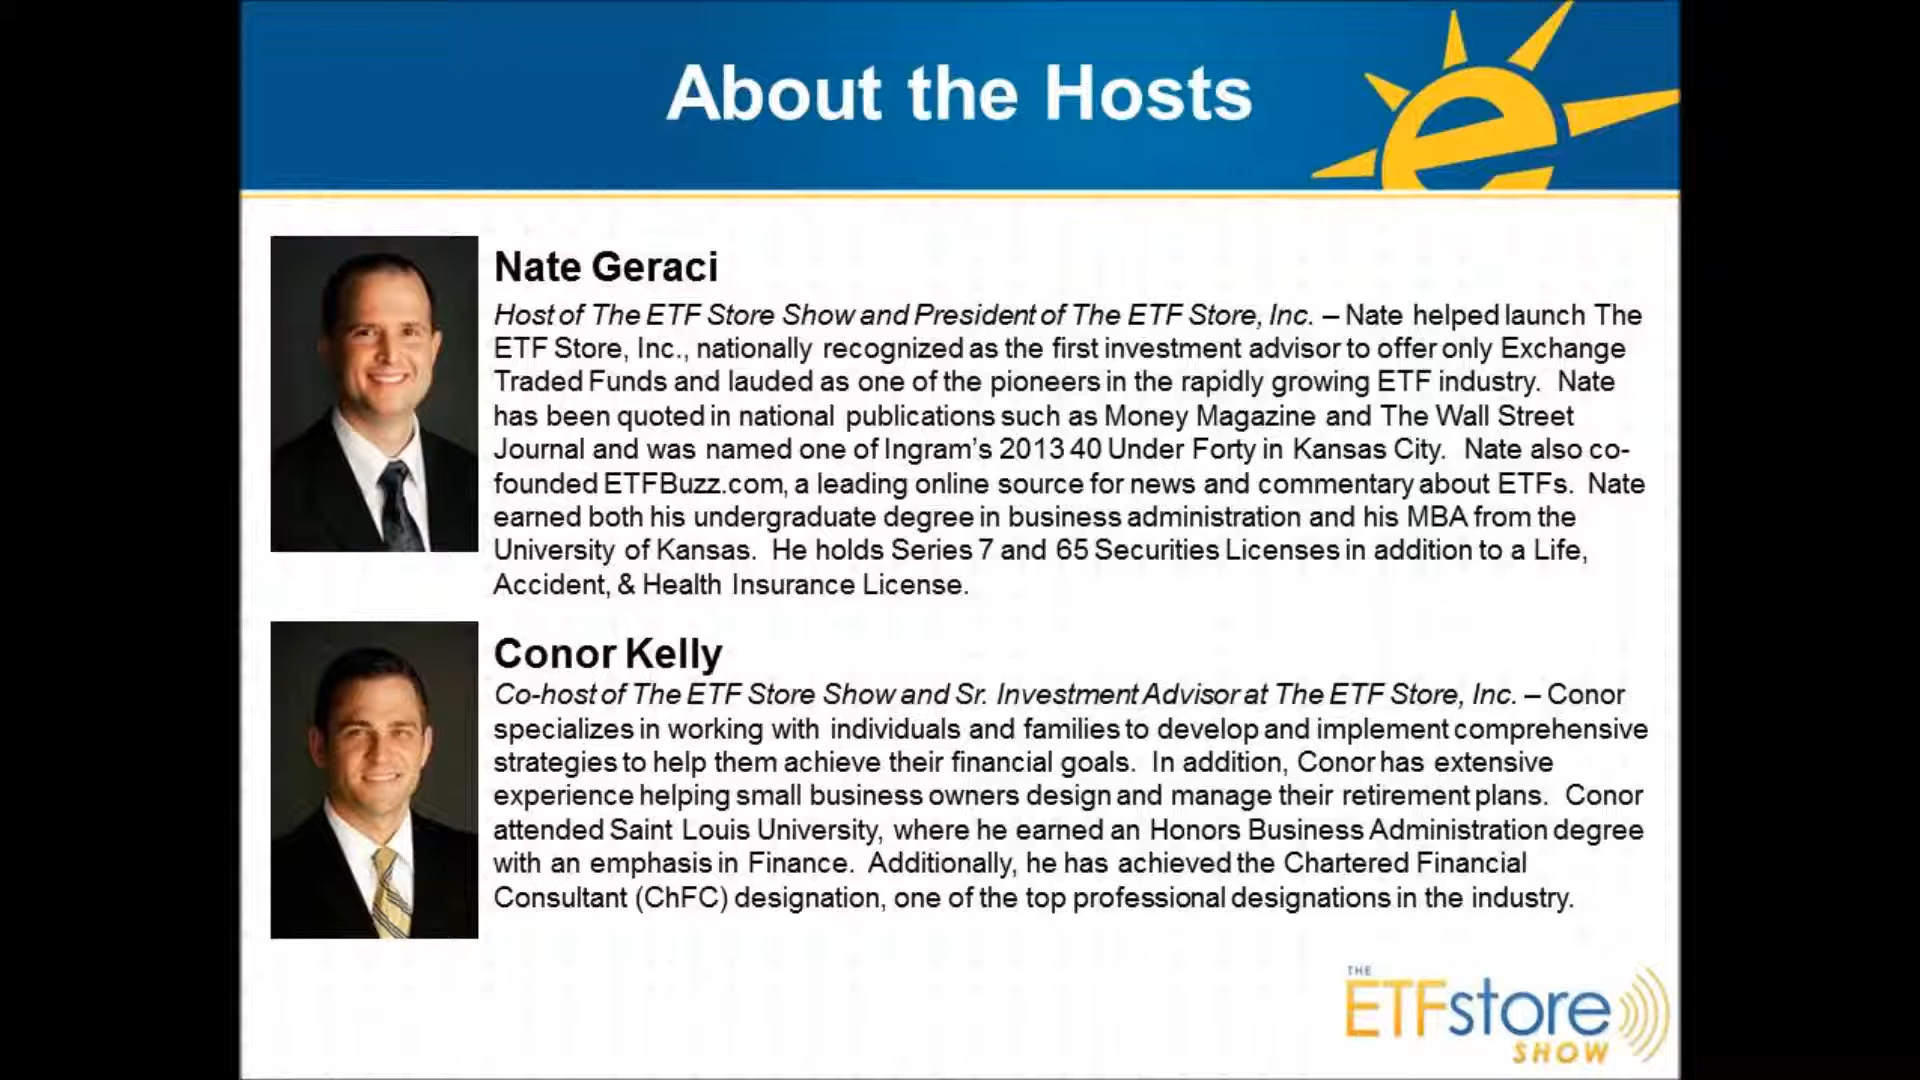 About the Hosts
Nate Geraci
Host of The ETF Store Show and President of The ETF Store, Inc. – Nate helped launch The
ETF Store, Inc., nationally recognized as the first investment advisor to offer only Exchange
Traded Funds and lauded as one of the pioneers in the rapidly growing ETF industry.  Nate
has been quoted in national publications such as Money Magazine and The Wall Street
Journal and was named one of Ingram's 2013 40 Under Forty in Kansas City.  Nate also co-
founded ETFBuzz.com, a leading online source for news and commentary about ETFs.  Nate
earned both his undergraduate degree in business administration and his MBA from the
University of Kansas.  He holds Series 7 and 65 Securities Licenses in addition to a Life,
Accident, & Health Insurance License.
Conor Kelly
Co-host of The ETF Store Show and Sr. Investment Advisor at The ETF Store, Inc. – Conor
specializes in working with individuals and families to develop and implement comprehensive
strategies to help them achieve their financial goals.  In addition, Conor has extensive
experience helping small business owners design and manage their retirement plans.  Conor
attended Saint Louis University, where he earned an Honors Business Administration degree
with an emphasis in Finance.  Additionally, he has achieved the Chartered Financial
Consultant (ChFC) designation, one of the top professional designations in the industry.
THE
ETFstore
SHOW